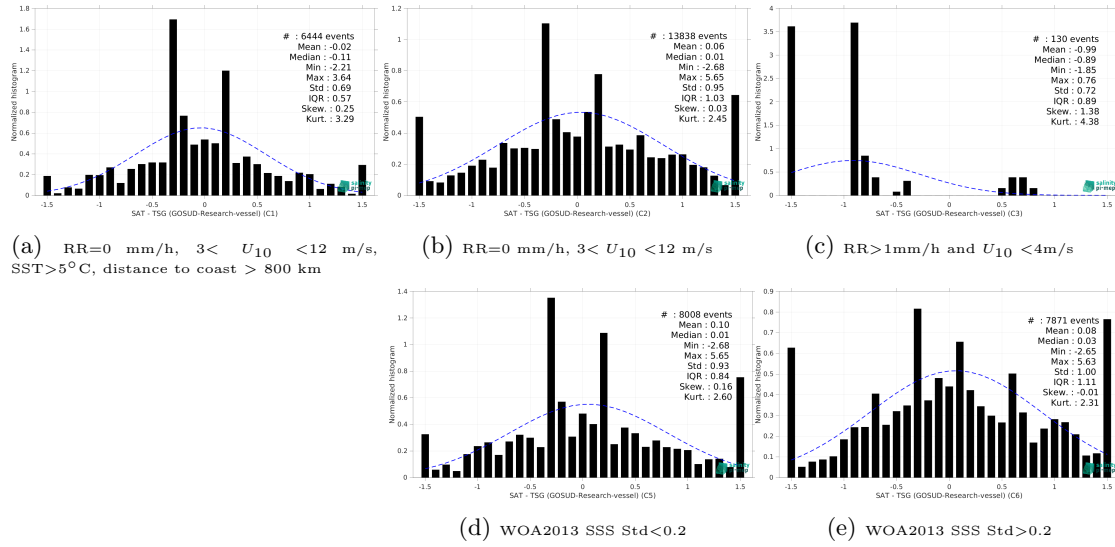 1.8
1.6
1.4
1.2
1
0.8
0.6
0.4
0.2
0
-1.5 -1 -0.5 0 0.5 1 1.5
Normalized histogram
SAT - TSG (GOSUD-Research-vessel) (C1)
# : 6444 events
Mean : -0.02
Median : -0.11
Min : -2.21
Max : 3.64
Std : 0.69
IQR : 0.57
Skew. : 0.25
Kurt. : 3.29
salinity
pi-mep
(a) RR=0 mm/h, 3< U10 <12 m/s,
SST>5°C, distance to coast > 800 km
1.2
1
0.8
0.6
0.4
0.2
0
-1.5 -1 -0.5 0 0.5 1 1.5
Normalized histogram
SAT - TSG (GOSUD-Research-vessel) (C2)
# : 13838 events
Mean : 0.06
Median : 0.01
Min : -2.68
Max : 5.65
Std : 0.95
IQR : 1.03
Skew. : 0.03
Kurt. : 2.45
salinity
pi-mep
(b) RR=0 mm/h, 3< U10 <12 m/s
4
3.5
3
2.5
2
1.5
1
0.5
0
-1.5 -1 -0.5 0 0.5 1 1.5
Normalized histogram
SAT - TSG (GOSUD-Research-vessel) (C3)
# : 130 events
Mean : -0.99
Median : -0.89
Min : -1.85
Max : 0.76
Std : 0.72
IQR : 0.89
Skew. : 1.38
Kurt. : 4.38
salinity
pi-mep
(c) RR>1mm/h and U10 <4m/s
1.4
1.2
1
0.8
0.6
0.4
0.2
0
-1.5 -1 -0.5 0 0.5 1 1.5
Normalized histogram
SAT - TSG (GOSUD-Research-vessel) (C5)
# : 8008 events
Mean : 0.10
Median : 0.01
Min : -2.68
Max : 5.65
Std : 0.93
IQR : 0.84
Skew. : 0.16
Kurt. : 2.60
salinity
pi-mep
(d) WOA2013 SSS Std<0.2
0.9
0.8
0.7
0.6
0.5
0.4
0.3
0.2
0.1
0
-1.5 -1 -0.5 0 0.5 1 1.5
Normalized histogram
SAT - TSG (GOSUD-Research-vessel) (C6)
# : 7871 events
Mean : 0.08
Median : 0.03
Min : -2.65
Max : 5.63
Std : 1.00
IQR : 1.11
Skew. : -0.01
Kurt. : 2.31
salinity
pi-mep
(e) WOA2013 SSS Std>0.2